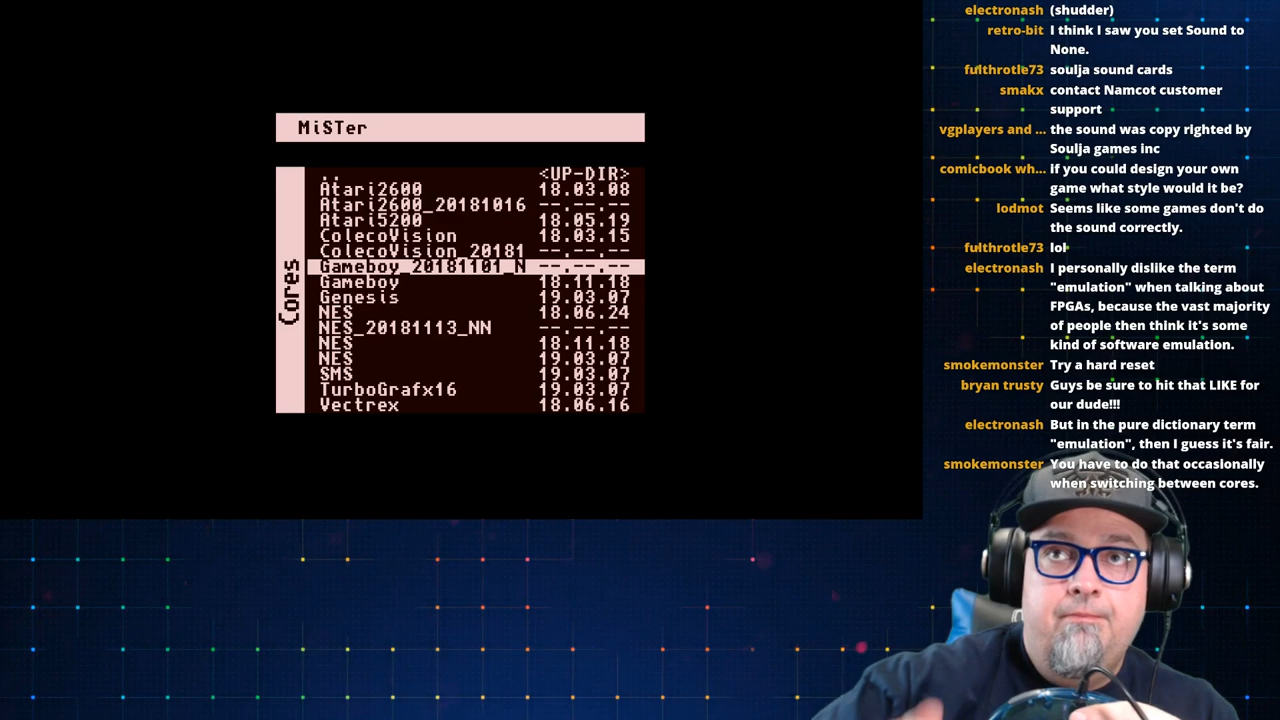 MiSTer
Cores
.. <UP-DIR>
Atari2600 18.03.08
Atari2600_20181016 --.--.--
Atari5200 18.05.19
ColecoVision 18.03.15
ColecoVision_20181 --.--.--
Gameboy_20181101_N --.--.--
Gameboy 18.11.18
Genesis 19.03.07
NES 18.06.24
NES_20181113_NN --.--.--
NES 18.11.18
NES 19.03.07
SMS 19.03.07
TurboGrafx16 19.03.07
Vectrex 18.06.16
electronash (shudder)
retro-bit I think I saw you set Sound to
None.
fulthrotle73 soulja sound cards
smakx contact Namcot customer
support
vgplayers and ... the sound was copy righted by
Soulja games inc
comicbook wh... if you could design your own
game what style would it be?
lodmot Seems like some games don't do
the sound correctly.
fulthrotle73 lol
electronash I personally dislike the term
"emulation" when talking about
FPGAs, because the vast majority
of people then think it's some
kind of software emulation.
smokemonster Try a hard reset
bryan trusty Guys be sure to hit that LIKE for
our dude!!!
electronash But in the pure dictionary term
"emulation", then I guess it's fair.
smokemonster You have to do that occasionally
when switching between cores.